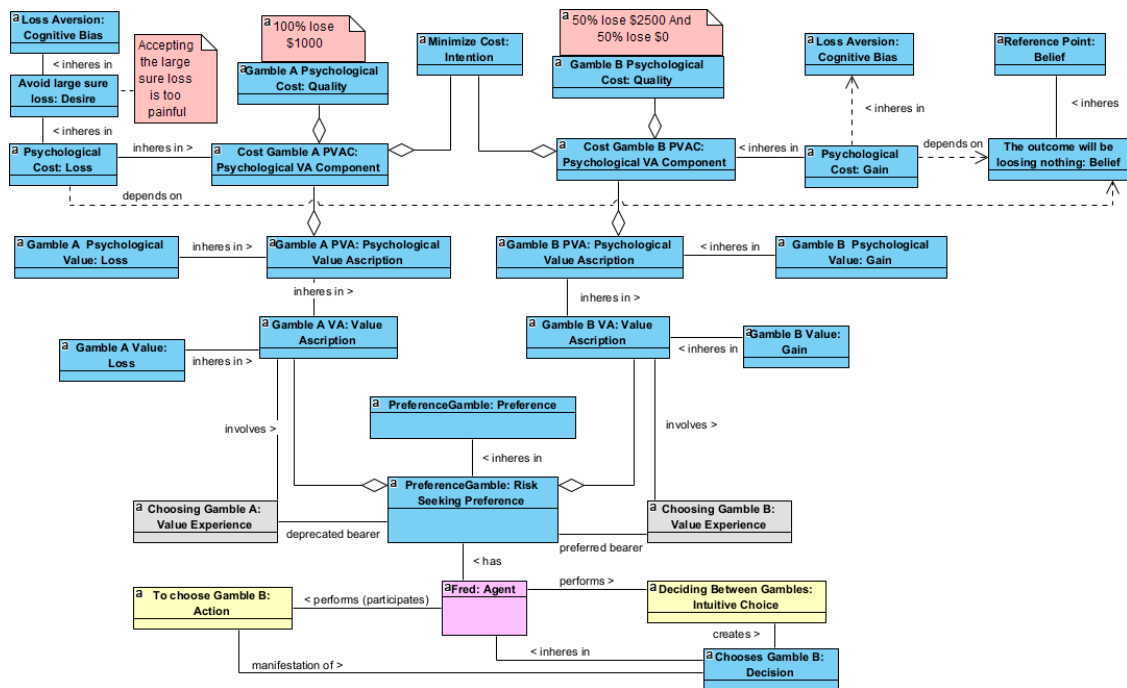 Loss Aversion:
Cognitive Bias
< inheres in
Avoid large sure
loss: Desire
< inheres in
Psychological
Cost: Loss
Accepting
the large
sure loss
is too
painful
100% lose
$1000
Gamble A Psychological
Cost: Quality
inheres in >
Cost Gamble A PVAC:
Psychological VA Component
Minimize Cost:
Intention
50% lose $2500 And
50% lose $0
Gamble B Psychological
Cost: Quality
Cost Gamble B PVAC:
Psychological VA Component
< inheres in
Loss Aversion:
Cognitive Bias
< inheres in
Psychological
Cost: Gain
depends on
Reference Point:
Belief
< inheres
The outcome will be
loosing nothing: Belief
depends on
Gamble A  Psychological
Value: Loss
inheres in >
Gamble A PVA: Psychological
Value Ascription
Gamble B PVA: Psychological
Value Ascription
< inheres in
Gamble B  Psychological
Value: Gain
inheres in >
inheres in >
Gamble A Value:
Loss
inheres in >
Gamble A VA: Value
Ascription
Gamble B VA: Value
Ascription
< inheres in
Gamble B Value:
Gain
PreferenceGamble: Preference
involves >
involves >
< inheres in
Choosing Gamble A:
Value Experience
deprecated bearer
PreferenceGamble: Risk
Seeking Preference
preferred bearer
Choosing Gamble B:
Value Experience
< has
To choose Gamble B:
Action
< performs (participates)
Fred: Agent
performs >
Deciding Between Gambles:
Intuitive Choice
creates >
< inheres in
manifestation of >
Chooses Gamble B:
Decision